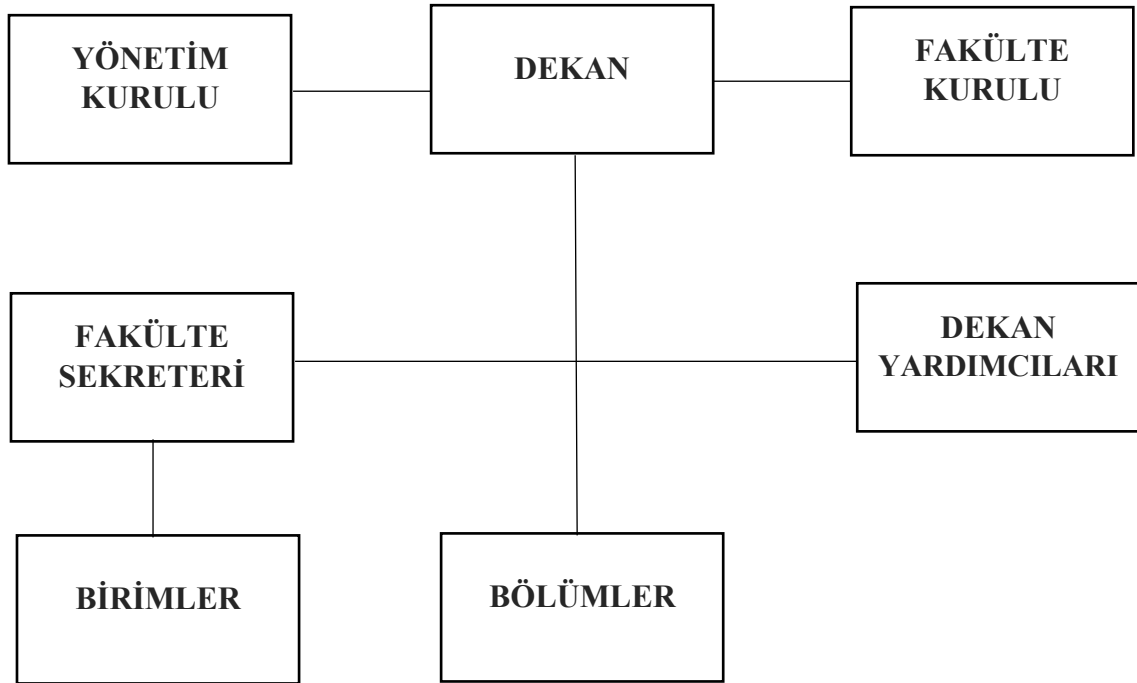 YÖNETİM
KURULU
DEKAN
FAKÜLTE
KURULU
FAKÜLTE
SEKRETERİ
DEKAN
YARDIMCILARI
BİRİMLER
BÖLÜMLER